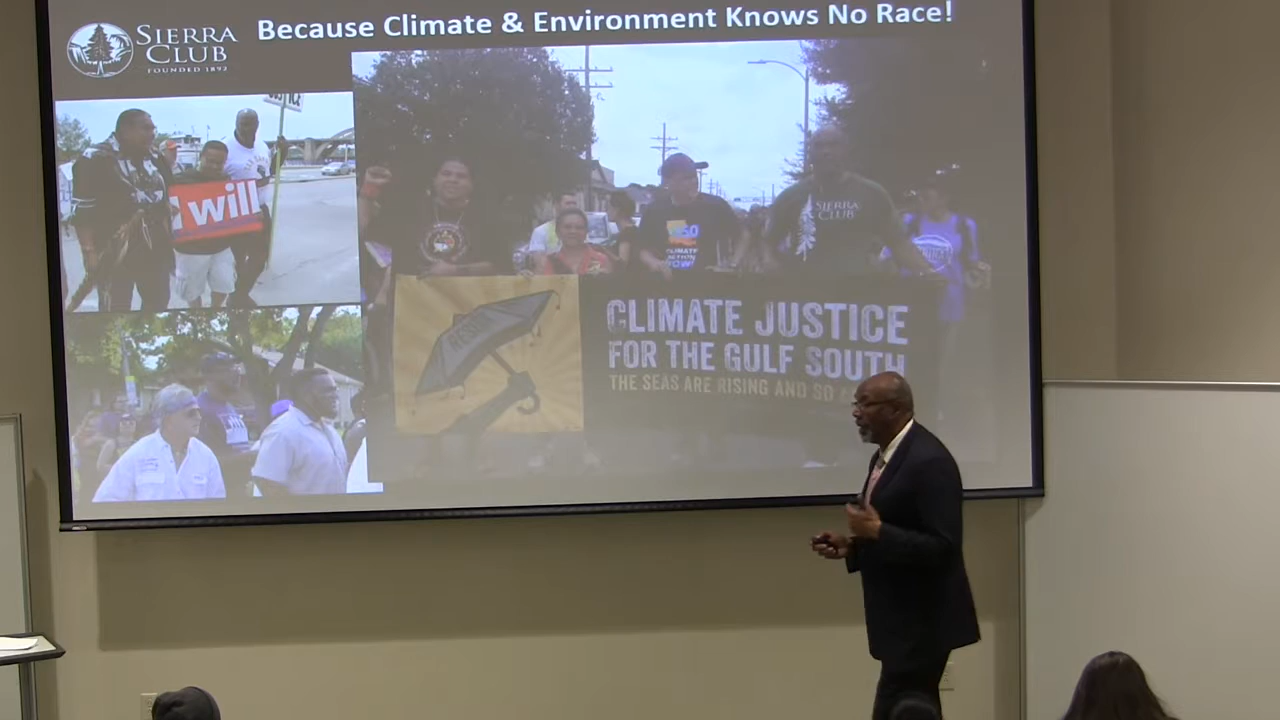 Because Climate & Environment Knows No Race!
SIERRA
CLUB
FOUNDED 1892
I will
SIERRA
CLUB
CLIMATE
CLIMATE JUSTICE
FOR THE GULF SOUTH
THE SEAS ARE RISING AND SO